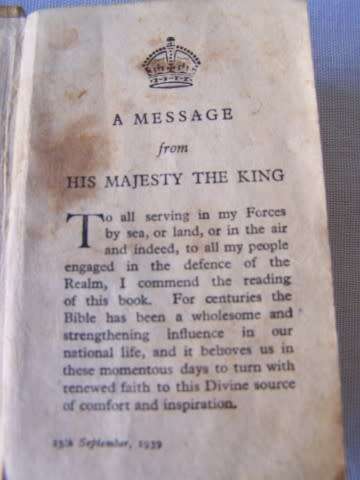 A MESSAGE
from
HIS MAJESTY THE KING
To all serving in my Forces
by sea, or land, or in the air
and indeed, to all my people
engaged in the defence of the
Realm, I commend the reading
of this book. For centuries the
Bible has been a wholesome and
strengthening influence in our
national life, and it behoves us in
these momentous days to turn with
renewed faith to this Divine source
of comfort and inspiration.
15th September, 1939